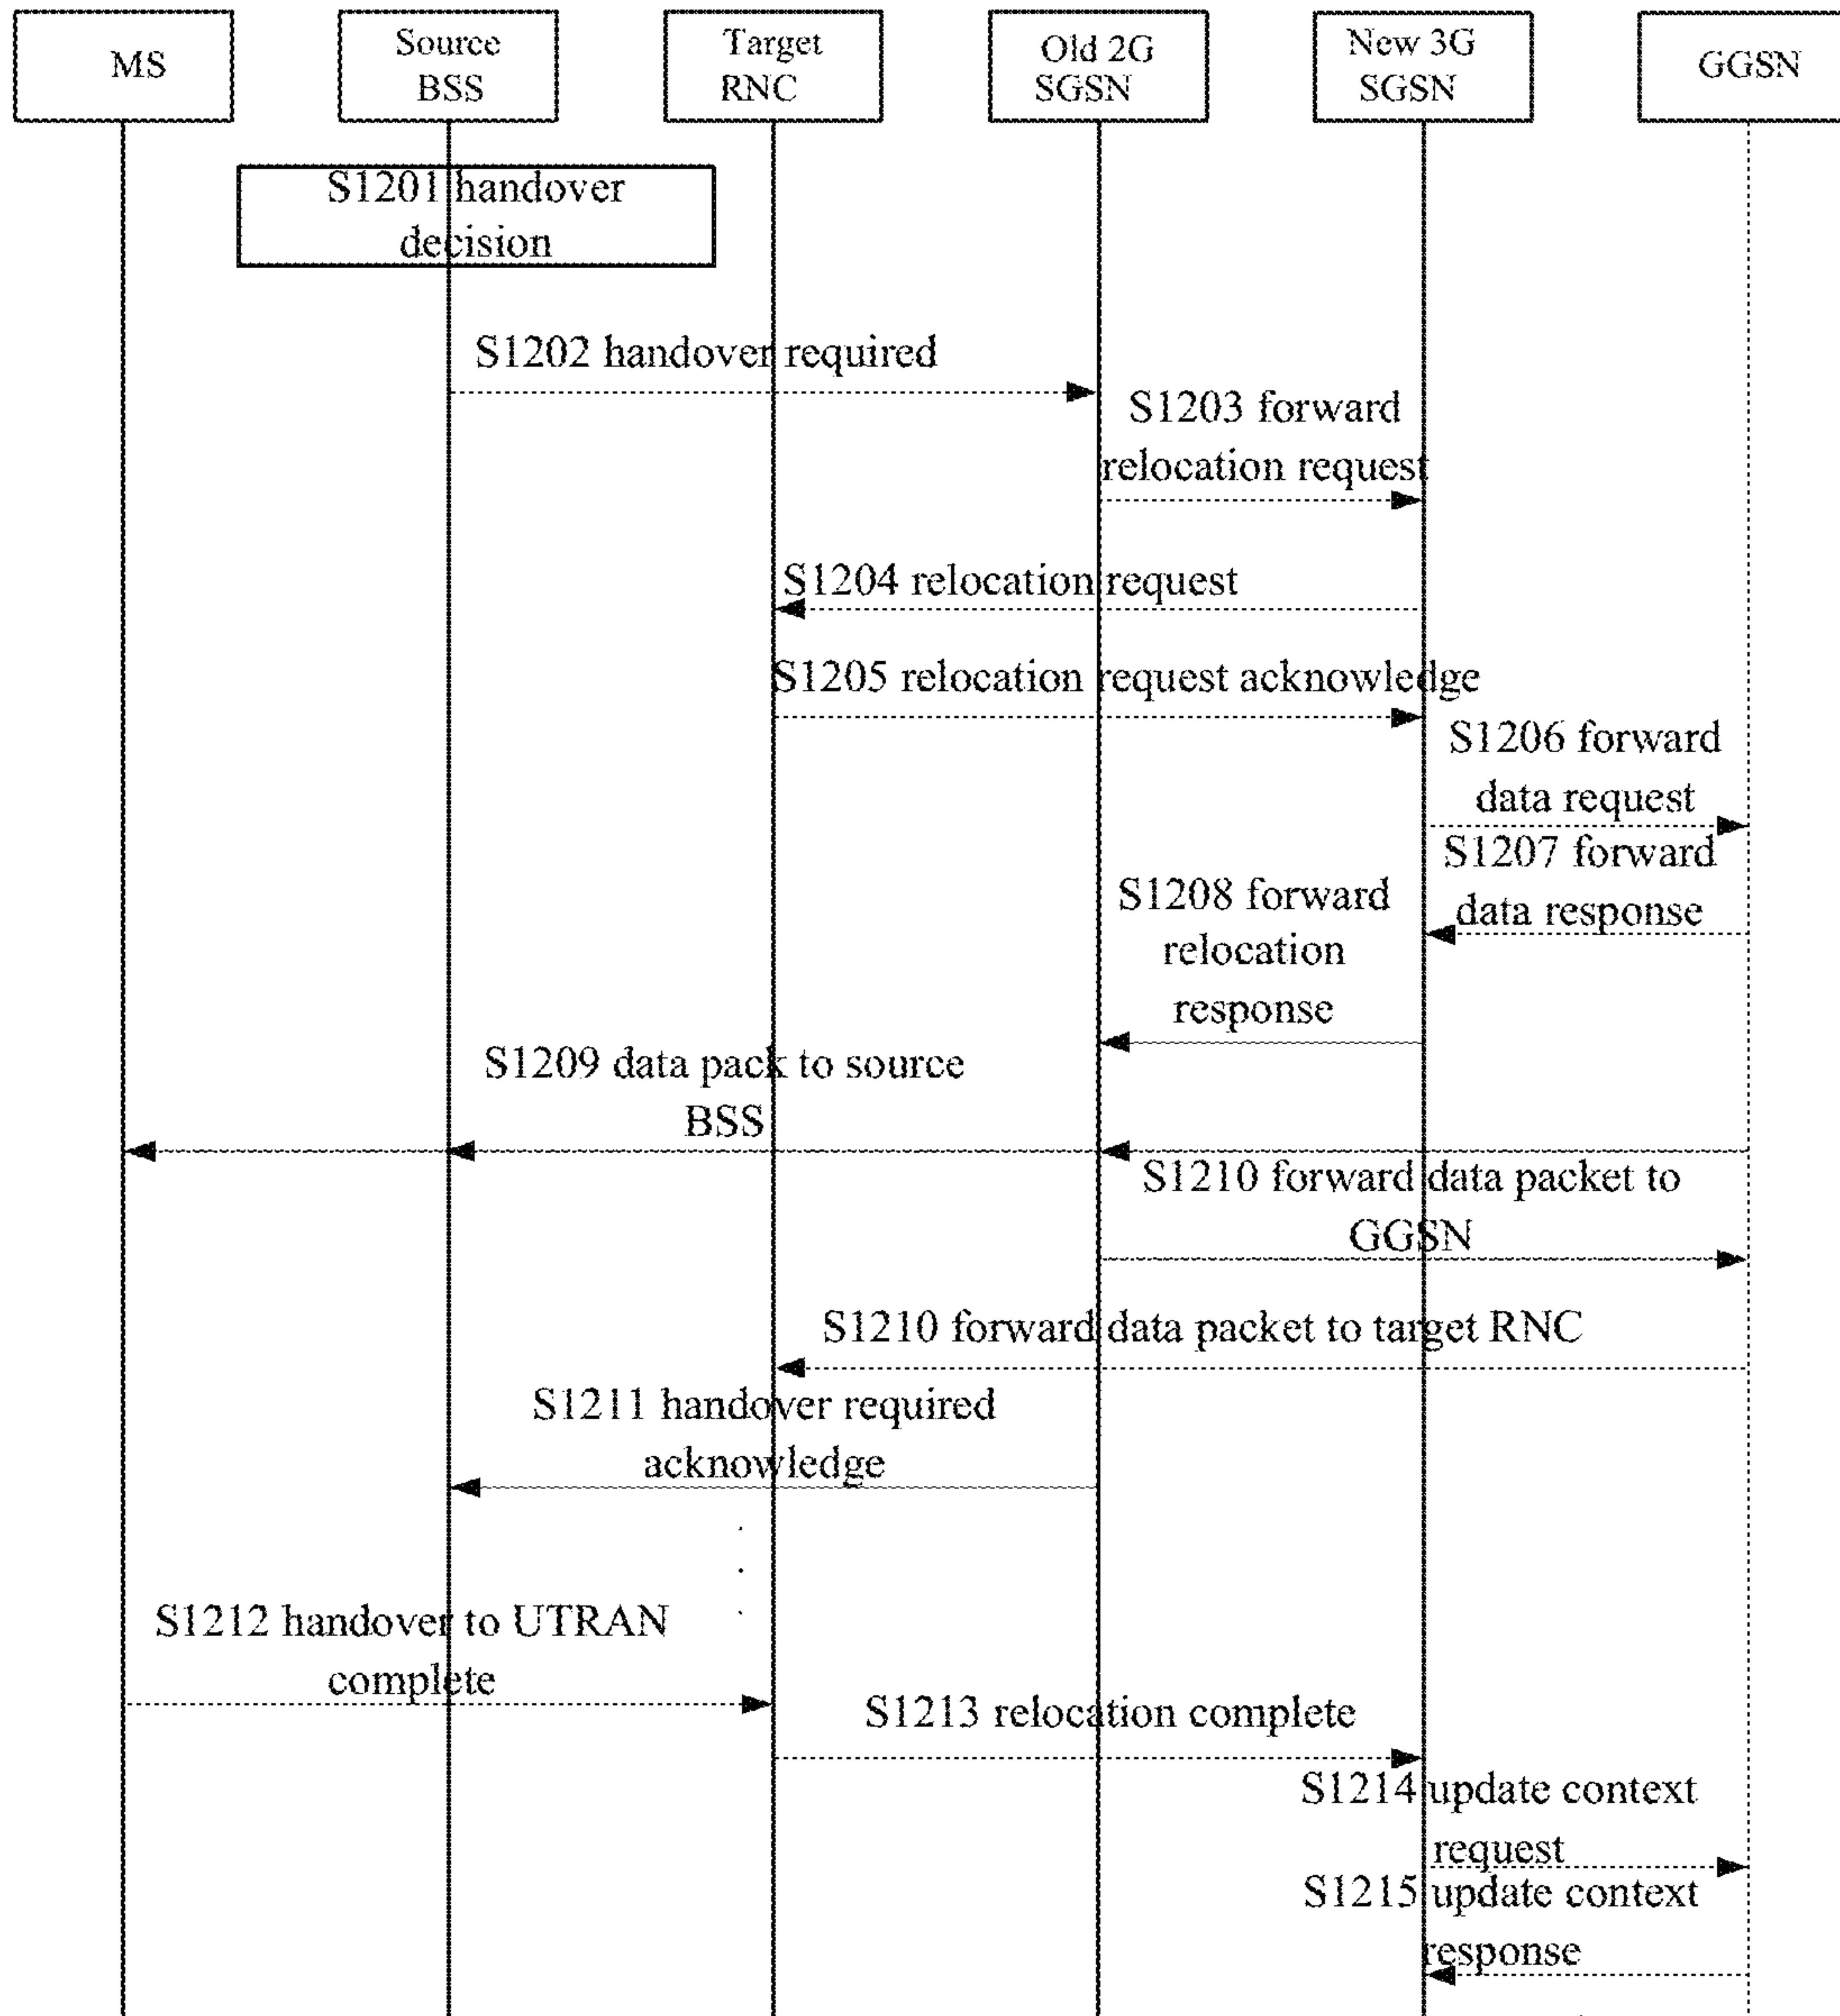 MS
Source
BSS
Target
RNC
Old 2G
SGSN
New 3G
SGSN
GGSN
S1201 handover
decision
S1202 handover required
S1203 forward
relocation request
S1204 relocation request
S1205 relocation request acknowledge
S1206 forward
data request
S1207 forward
data response
S1208 forward
relocation
response
S1209 data pack to source
BSS
S1210 forward data packet to
GGSN
S1210 forward data packet to target RNC
S1211 handover required
acknowledge
S1212 handover to UTRAN
complete
S1213 relocation complete
S1214 update context
request
S1215 update context
response